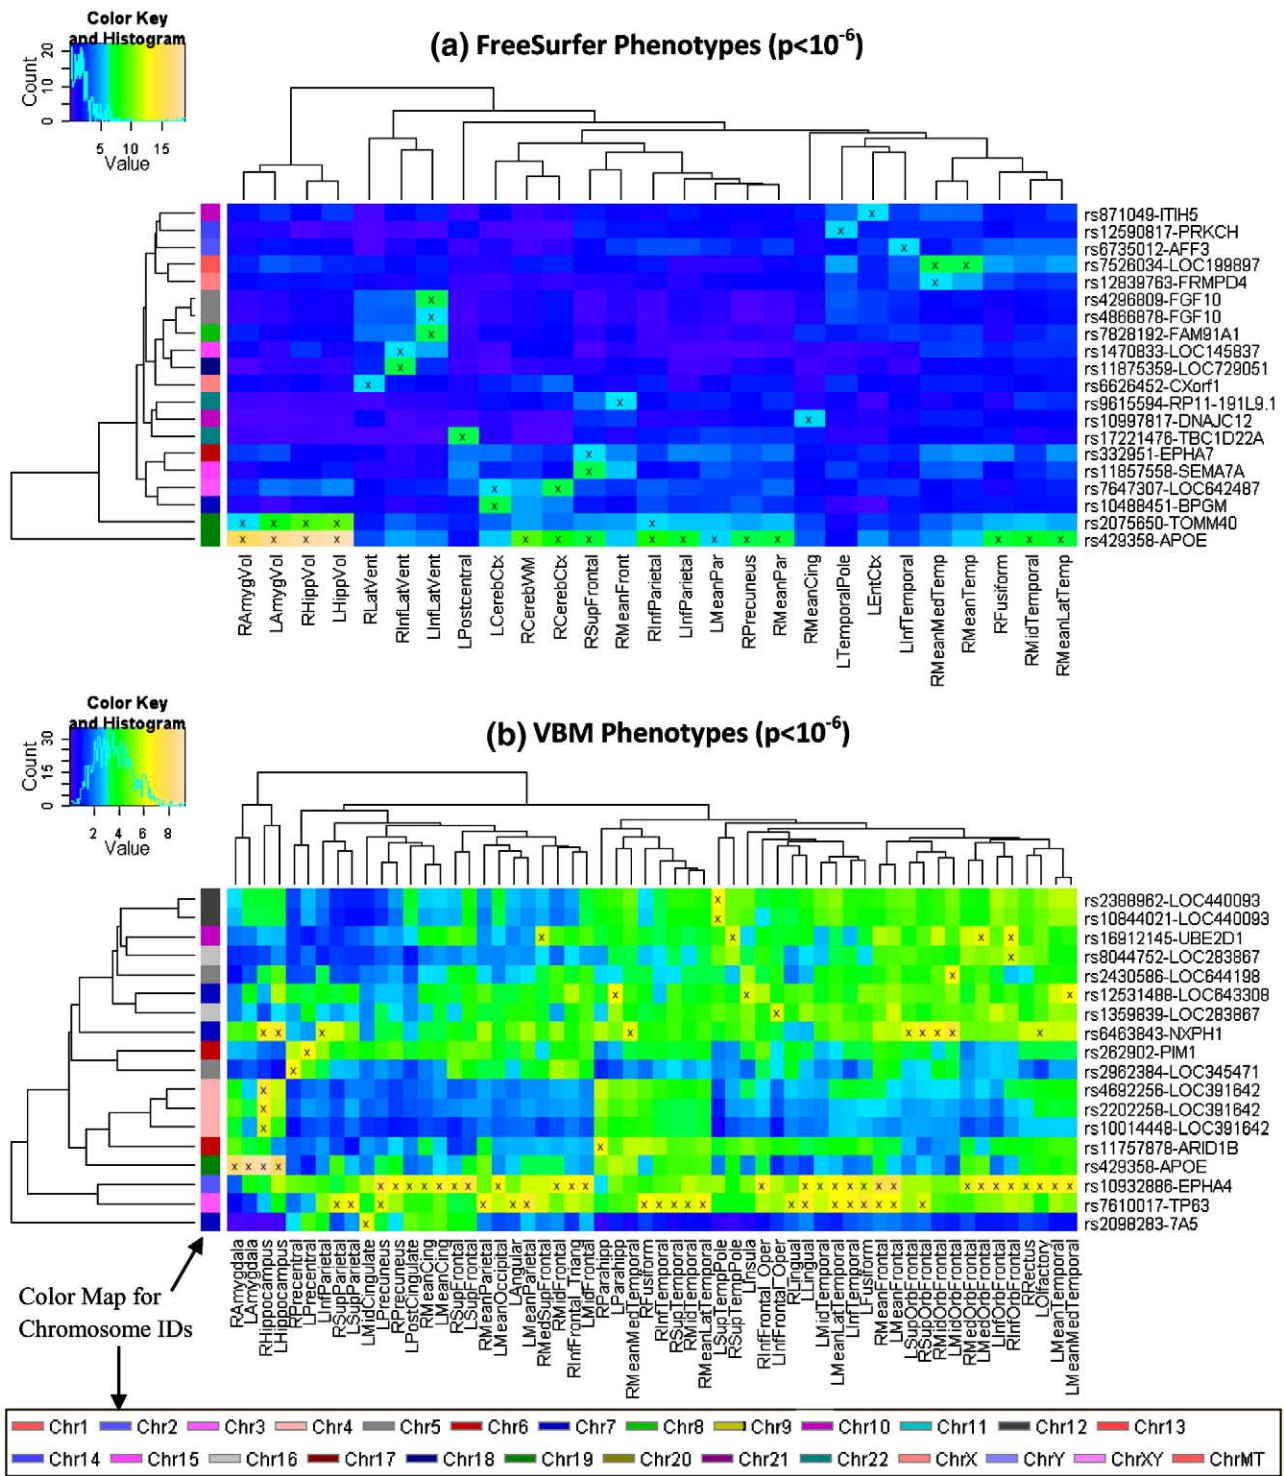 Color Key
and Histogram
Count
0 10 20
5 10 15
Value
(a) FreeSurfer Phenotypes (p<10-6)
rs871049-ITIH5
rs12590817-PRKCH
rs6735012-AFF3
rs7526034-LOC199897
rs12839763-FRMPD4
rs4296809-FGF10
rs4866878-FGF10
rs7828192-FAM91A1
rs1470833-LOC145837
rs11875359-LOC729051
rs6626452-CXorf1
rs9615594-RP11-191L9.1
rs10997817-DNAJC12
rs17221476-TBC1D22A
rs332951-EPHA7
rs11857558-SEMA7A
rs7647307-LOC642487
rs10488451-BPGM
rs2075650-TOMM40
rs429358-APOE
RAmygVol
LAmygVol
RHippVol
LHippVol
RLatVent
RInfLatVent
LInfLatVent
LPostcentral
LCerebCtx
RCerebWM
RCerebCtx
RSupFrontal
RMeanFront
RInfParietal
LInfParietal
LMeanPar
RPrecuneus
RMeanPar
RMeanCing
LTemporalPole
LEntCtx
LInfTemporal
RMeanMedTemp
RMeanTemp
RFusiform
RMidTemporal
RMeanLatTemp
Color Key
and Histogram
Count
0 15 30
2 4 6 8
Value
(b) VBM Phenotypes (p<10-6)
rs2388962-LOC440093
rs10844021-LOC440093
rs16912145-UBE2D1
rs8044752-LOC283867
rs2430586-LOC644198
rs12531488-LOC643308
rs1359839-LOC283867
rs6463843-NXPH1
rs262902-PIM1
rs2962384-LOC345471
rs4692256-LOC391642
rs2202258-LOC391642
rs10014448-LOC391642
rs11757878-ARID1B
rs429358-APOE
rs10932886-EPHA4
rs7610017-TP63
rs2098283-7A5
RAmygdala
LAmygdala
RHippocampus
LHippocampus
RPrecentral
LPrecentral
LInfParietal
RSupParietal
LSupParietal
LMidCingulate
LPrecuneus
RPrecuneus
LPostCingulate
RMeanCing
LMeanCing
RSupFrontal
LSupFrontal
RMeanParietal
LMeanOccipital
LAngular
LMeanParietal
RMedSupFrontal
RMidFrontal
RInfFrontal_Triang
LMidFrontal
RParahipp
LParahipp
RMeanMedTemporal
RFusiform
RInfTemporal
RSupTemporal
RMidTemporal
RMeanLatTemporal
LSupTempPole
RSupTempPole
LInsula
RInfFrontal_Oper
LInfFrontal_Oper
RLingual
LLingual
LMidTemporal
LMeanLatTemporal
LInfTemporal
LFusiform
RMeanFrontal
LMeanFrontal
LSupOrbFrontal
RSupOrbFrontal
RMidOrbFrontal
LMidOrbFrontal
RMedOrbFrontal
LMedOrbFrontal
LInfOrbFrontal
RInfOrbFrontal
RRectus
LOlfactory
LMeanTemporal
LMeanMedTemporal
Color Map for
Chromosome IDs
Chr1 Chr2 Chr3 Chr4 Chr5 Chr6 Chr7 Chr8 Chr9 Chr10 Chr11 Chr12 Chr13
Chr14 Chr15 Chr16 Chr17 Chr18 Chr19 Chr20 Chr21 Chr22 ChrX ChrY ChrXY ChrMT